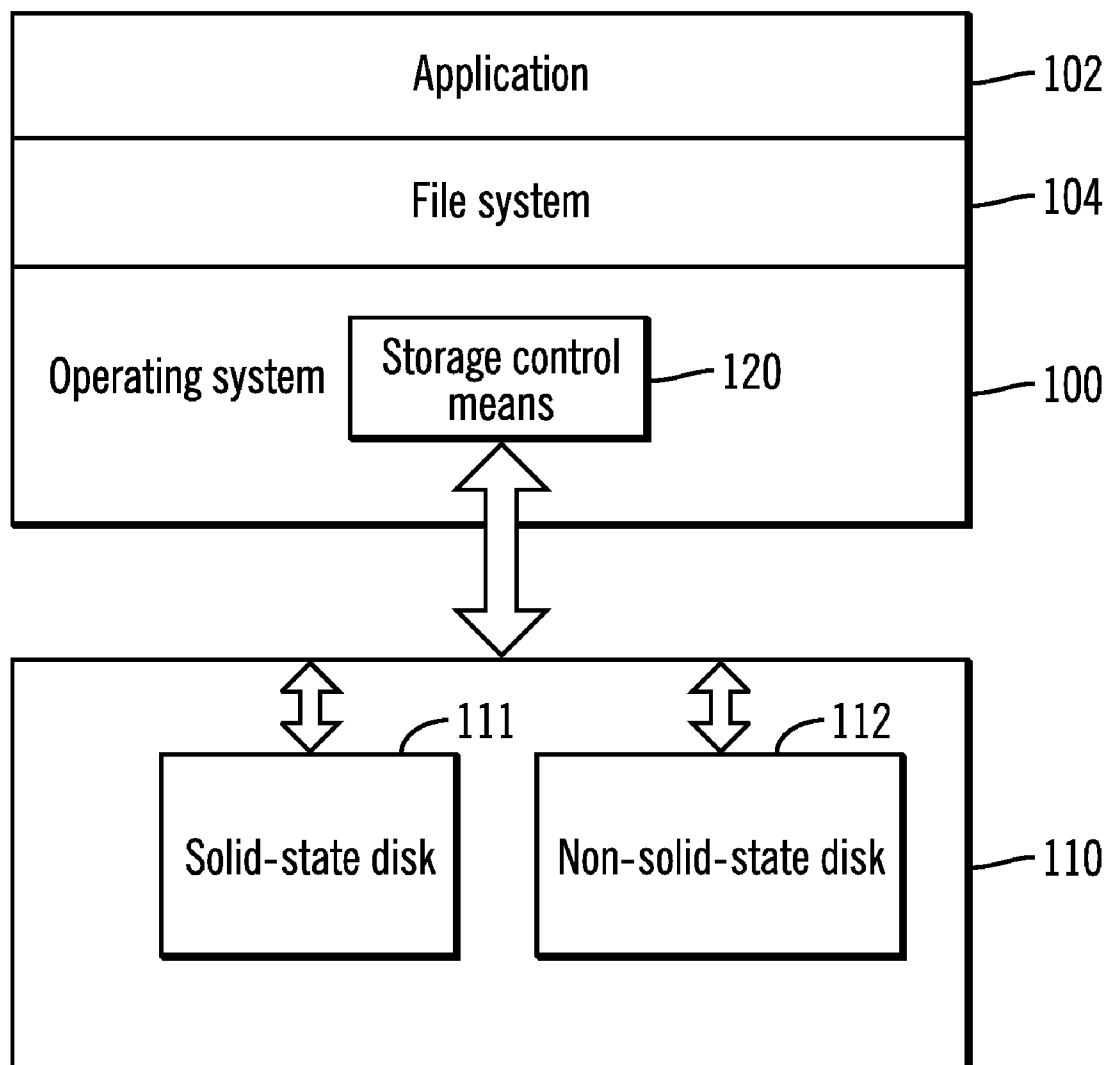 Application
102
File system
104
Operating system
Storage control
means
120
100
111
112
Solid-state disk
Non-solid-state disk
110